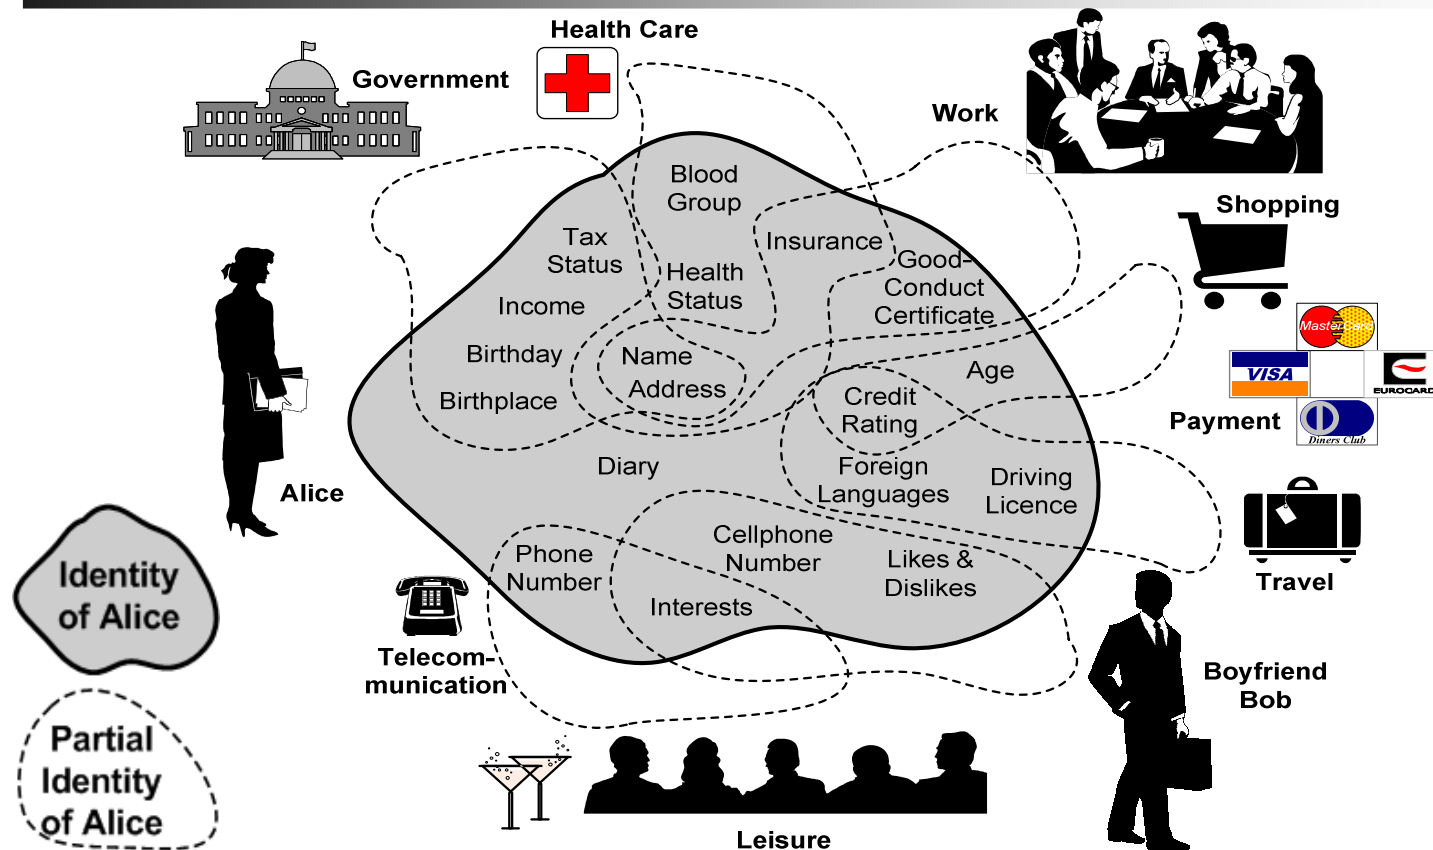 Health Care
Government
Work
Blood
Group
Shopping
Tax
Status
Insurance
Good-
Conduct
Certificate
Health
Status
Income
MasterCard
Birthday
Name
Address
Age
VISA
EUROCARD
Birthplace
Credit
Rating
Payment
Diners Club
Diary
Foreign
Languages
Driving
Licence
Alice
Cellphone
Number
Phone
Number
Likes &
Dislikes
Travel
Identity
of Alice
Interests
Telecom-
munication
Boyfriend
Bob
Partial
Identity
of Alice
Leisure